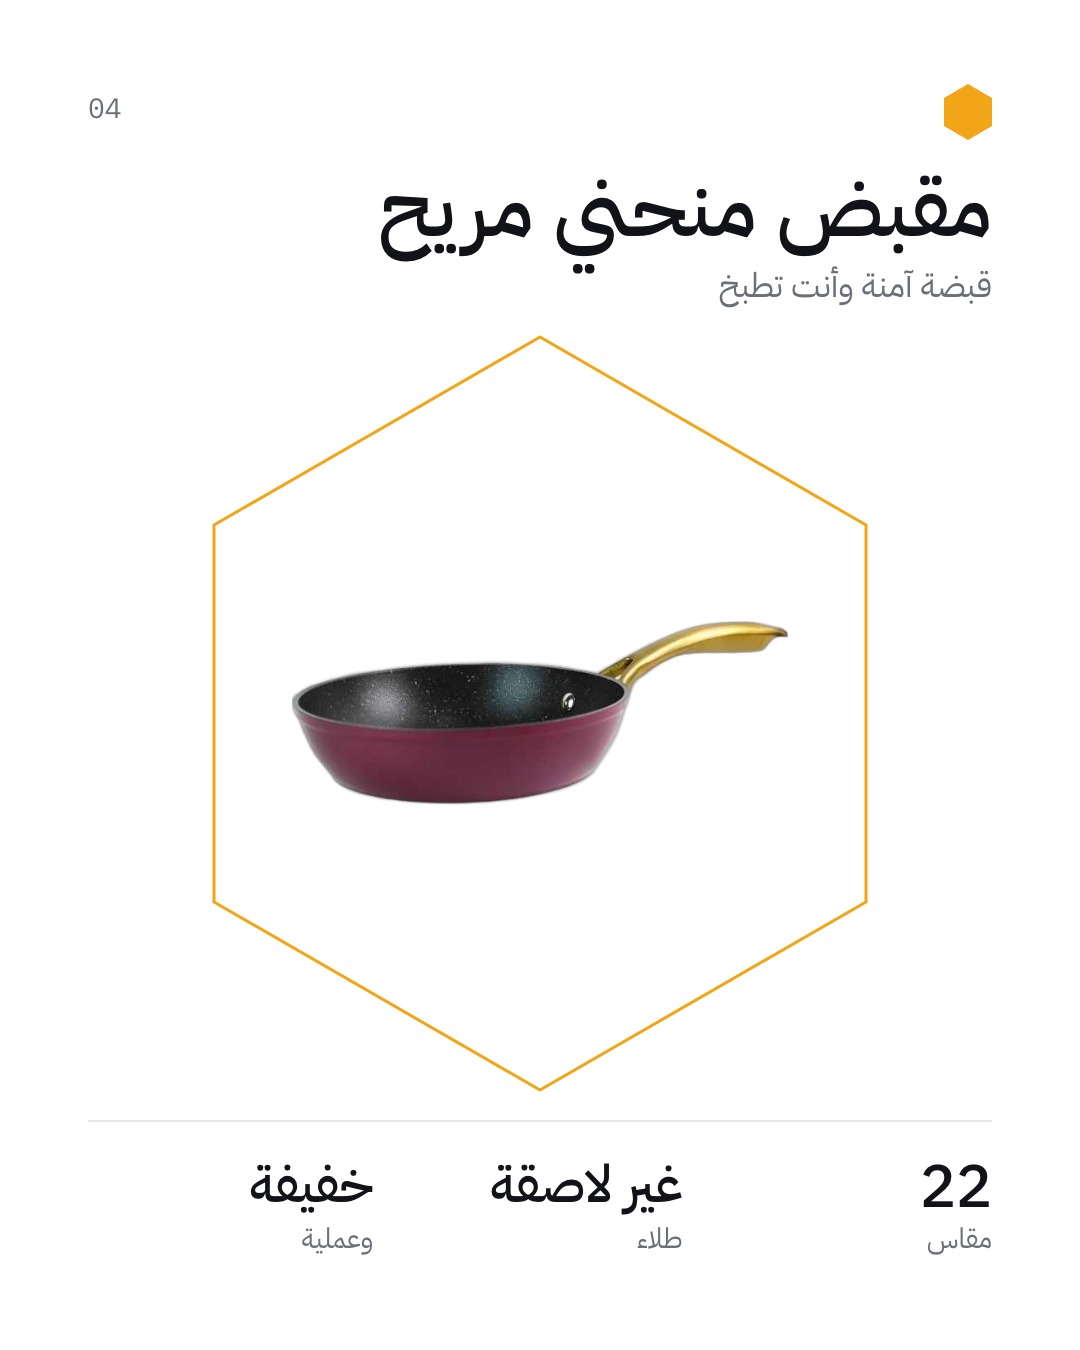 04
مقبض منحني مريح
قبضة آمنة وأنت تطبخ
22
مقاس
غير لاصقة
طلاء
خفيفة
وعملية